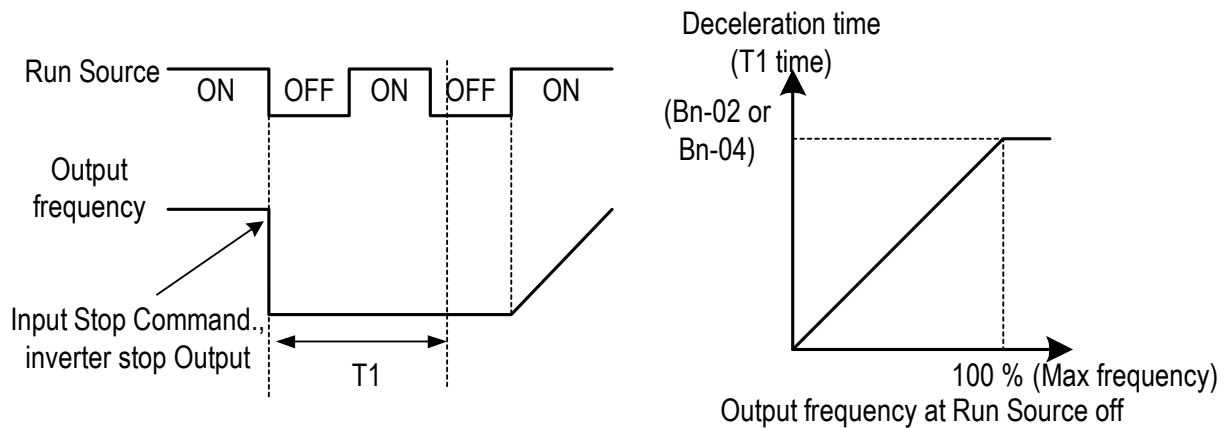 Run Source
ON
OFF
ON
OFF
ON
Output
frequency
Input Stop Command.,
inverter stop Output
T1
Deceleration time
(T1 time)
(Bn-02 or
Bn-04)
100 % (Max frequency)
Output frequency at Run Source off